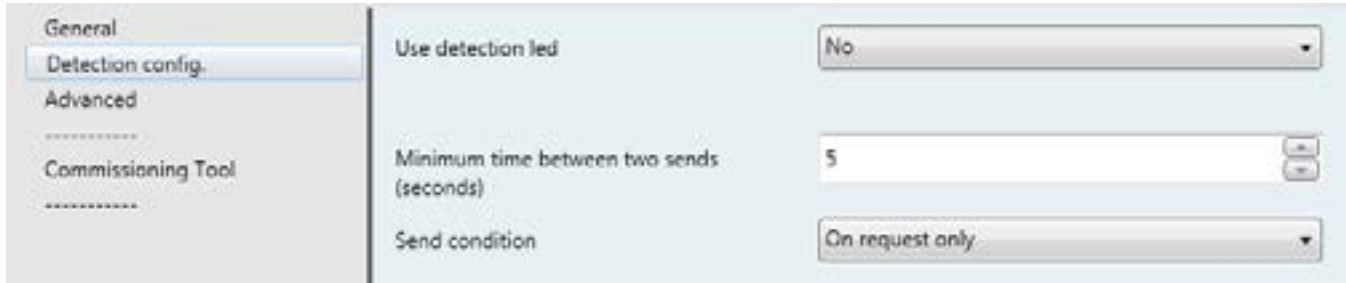 General
Detection config.
Advanced
-----------
Commissioning Tool
-----------
Use detection led
No
Minimum time between two sends
(seconds)
5
Send condition
On request only